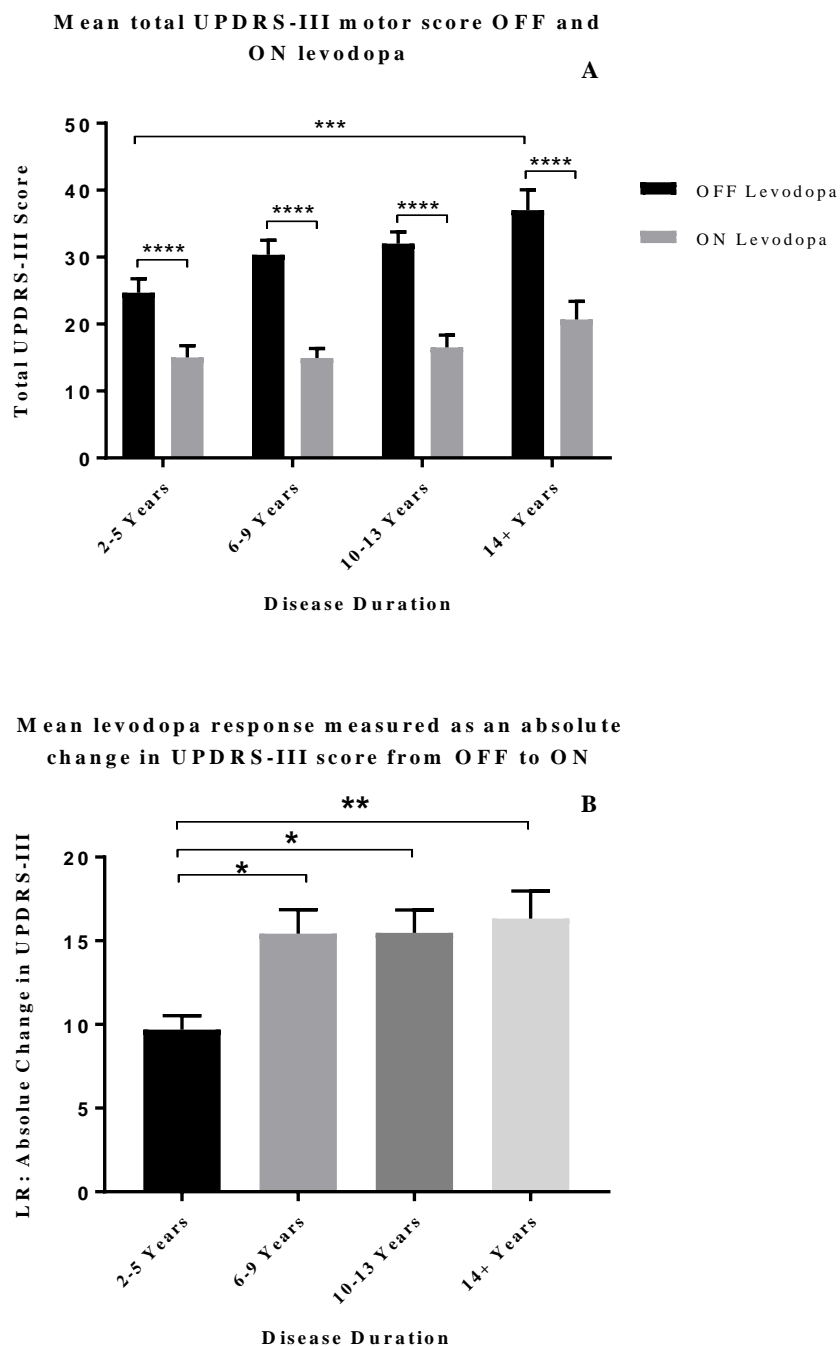 Mean total UPDRS-III motor score OFF and
ON levodopa
A
Total UPDRS-III Score
50
40
30
20
10
0
***
****
****
****
****
OFF Levodopa
ON Levodopa
2-5 Years
6-9 Years
10-13 Years
14+ Years
Disease Duration
Mean levodopa response measured as an absolute
change in UPDRS-III score from OFF to ON
B
LR: Absolue Change in UPDRS-III
20
15
10
5
0
**
*
*
2-5 Years
6-9 Years
10-13 Years
14+ Years
Disease Duration